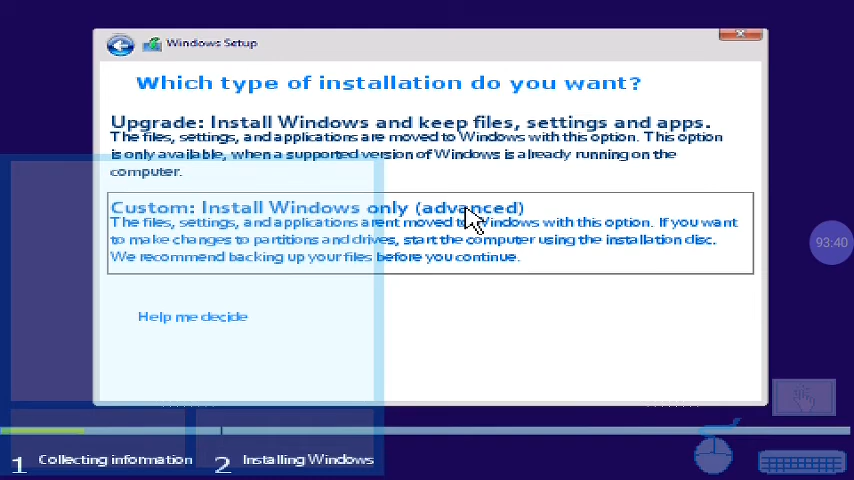 Windows Setup
Which type of installation do you want?
Upgrade: Install Windows and keep files, settings and apps.
The files, settings, and applications are moved to Windows with this option. This option
is only available, when a supported version of Windows is already running on the
computer.
Custom: Install Windows only (advanced)
The files, settings, and applications arent moved to Windows with this option. If you want
to make changes to partitions and drives, start the computer using the installation disc.
We recommend backing up your files before you continue.
Help me decide
93:40
1 Collecting information
2 Installing Windows